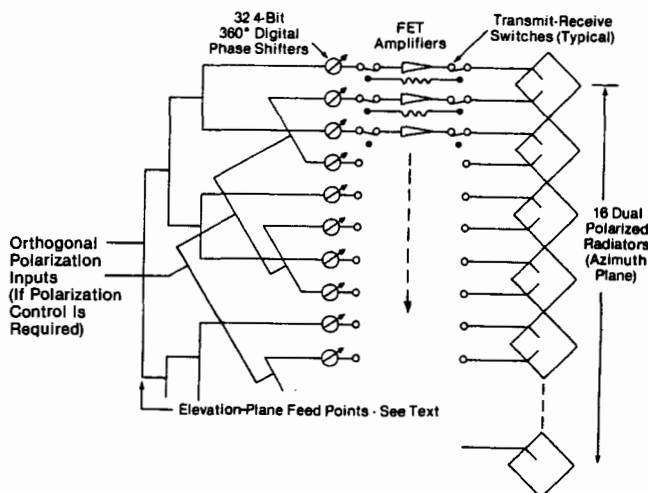 32 4-Bit
360° Digital
Phase Shifters
FET
Amplifiers
Transmit-Receive
Switches (Typical)
Orthogonal
Polarization
Inputs
(If Polarization
Control Is
Required)
16 Dual
Polarized
Radiators
(Azimuth
Plane)
Elevation-Plane Feed Points - See Text